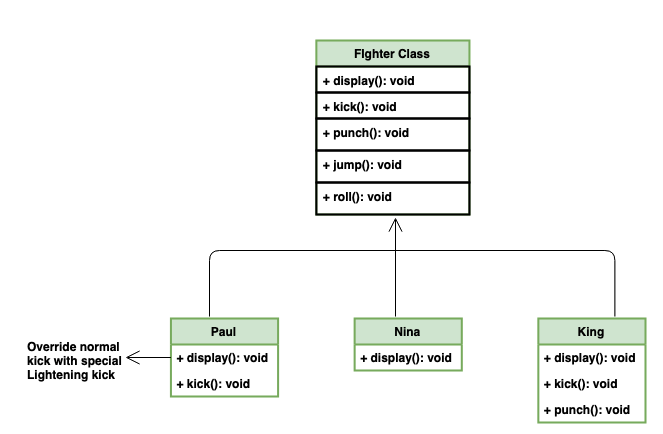 FIghter Class
+ display(): void
+ kick(): void
+ punch(): void
+ jump(): void
+ roll(): void
Paul
+ display(): void
+ kick(): void
Nina
+ display(): void
King
+ display(): void
+ kick(): void
+ punch(): void
Override normal
kick with special
Lightening kick